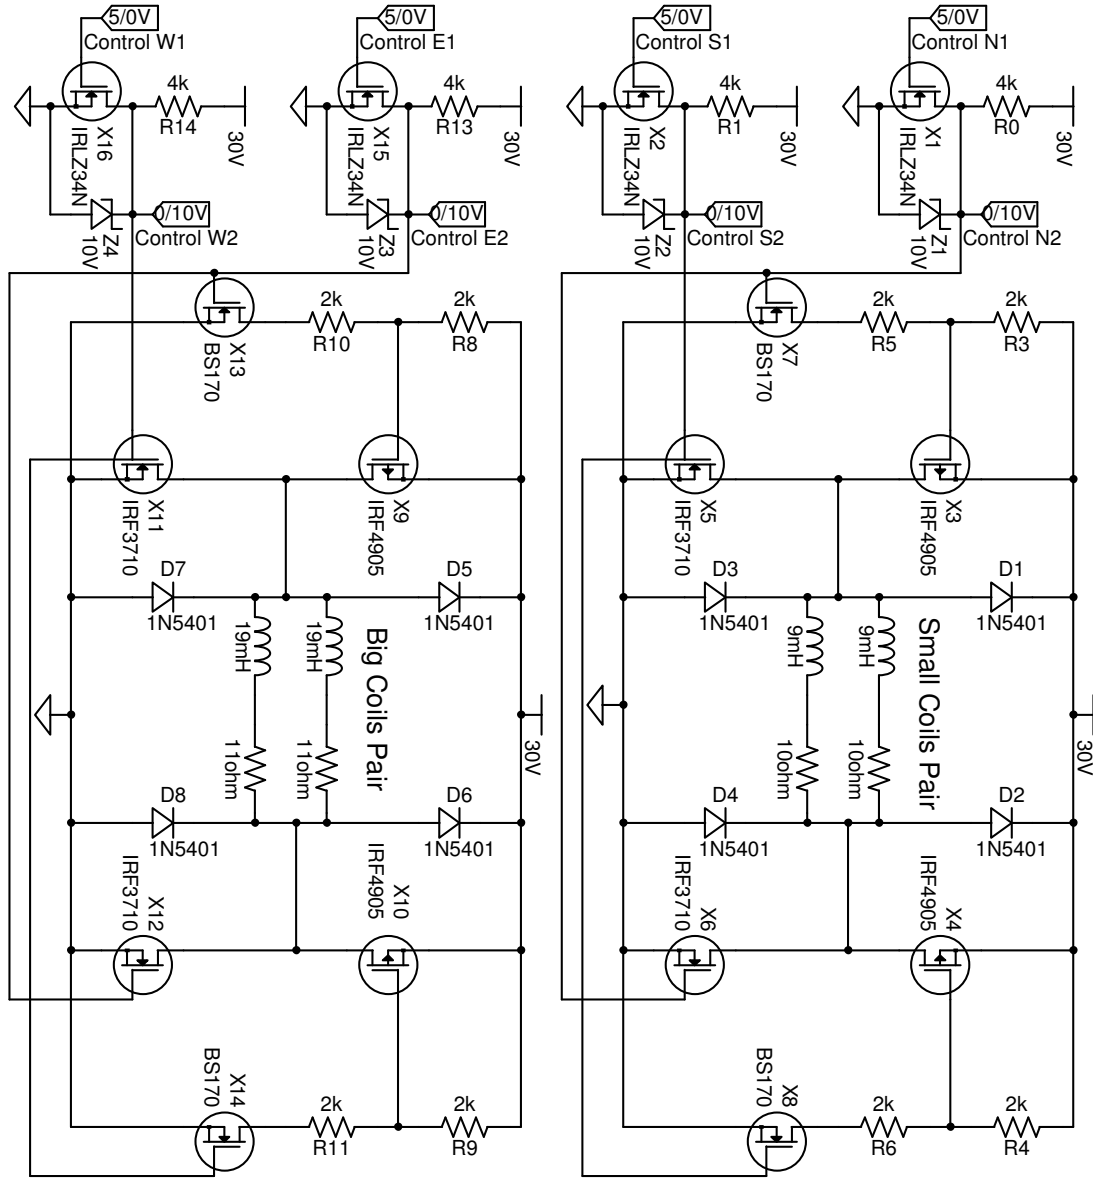 5/0V
Control W1
5/0V
Control E1
5/0V
Control S1
5/0V
Control N1
4k
R14
30V
X16
IRLZ34N
4k
R13
30V
X15
IRLZ34N
4k
R1
30V
X2
IRLZ34N
4k
R0
30V
X1
IRLZ34N
0/10V
Control W2
Z4
10V
0/10V
Control E2
Z3
10V
0/10V
Control S2
Z2
10V
0/10V
Control N2
Z1
10V
X13
BS170
2k
R10
2k
R8
X7
BS170
2k
R5
2k
R3
X11
IRF3710
X9
IRF4905
X5
IRF3710
X3
IRF4905
D7
1N5401
D5
1N5401
D3
1N5401
D1
1N5401
19mH
19mH
Big Coils Pair
9mH
9mH
Small Coils Pair
11ohm
11ohm
30V
10ohm
10ohm
30V
D8
1N5401
D6
1N5401
D4
1N5401
D2
1N5401
X12
IRF3710
X10
IRF4905
X6
IRF3710
X4
IRF4905
X14
BS170
2k
R11
2k
R9
X8
BS170
2k
R6
2k
R4